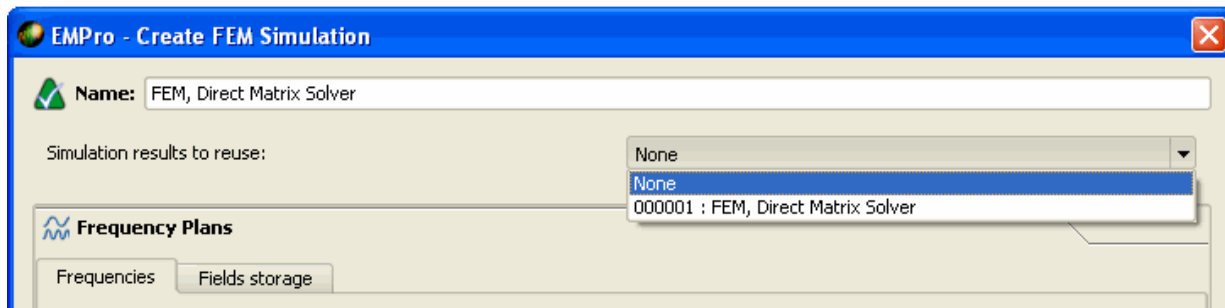 EMPro - Create FEM Simulation
Name: FEM, Direct Matrix Solver
Simulation results to reuse: None
None
000001 : FEM, Direct Matrix Solver
Frequency Plans
Frequencies Fields storage